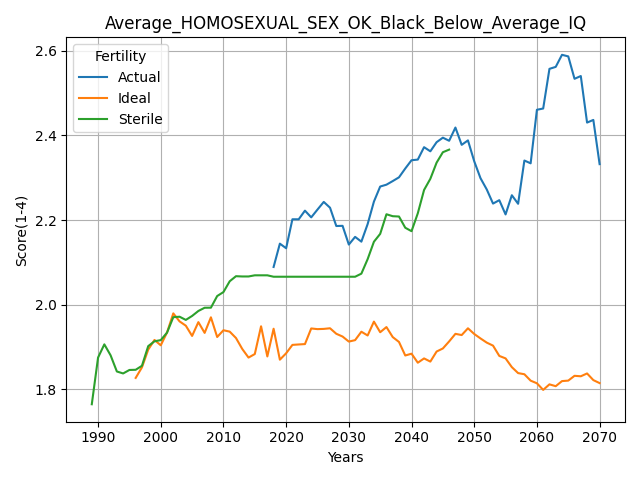 Average_HOMOSEXUAL_SEX_OK_Black_Below_Average_IQ
Fertility
Actual
Ideal
Sterile
Score(1-4)
2.6
2.4
2.2
2.0
1.8
1990 2000 2010 2020 2030 2040 2050 2060 2070
Years